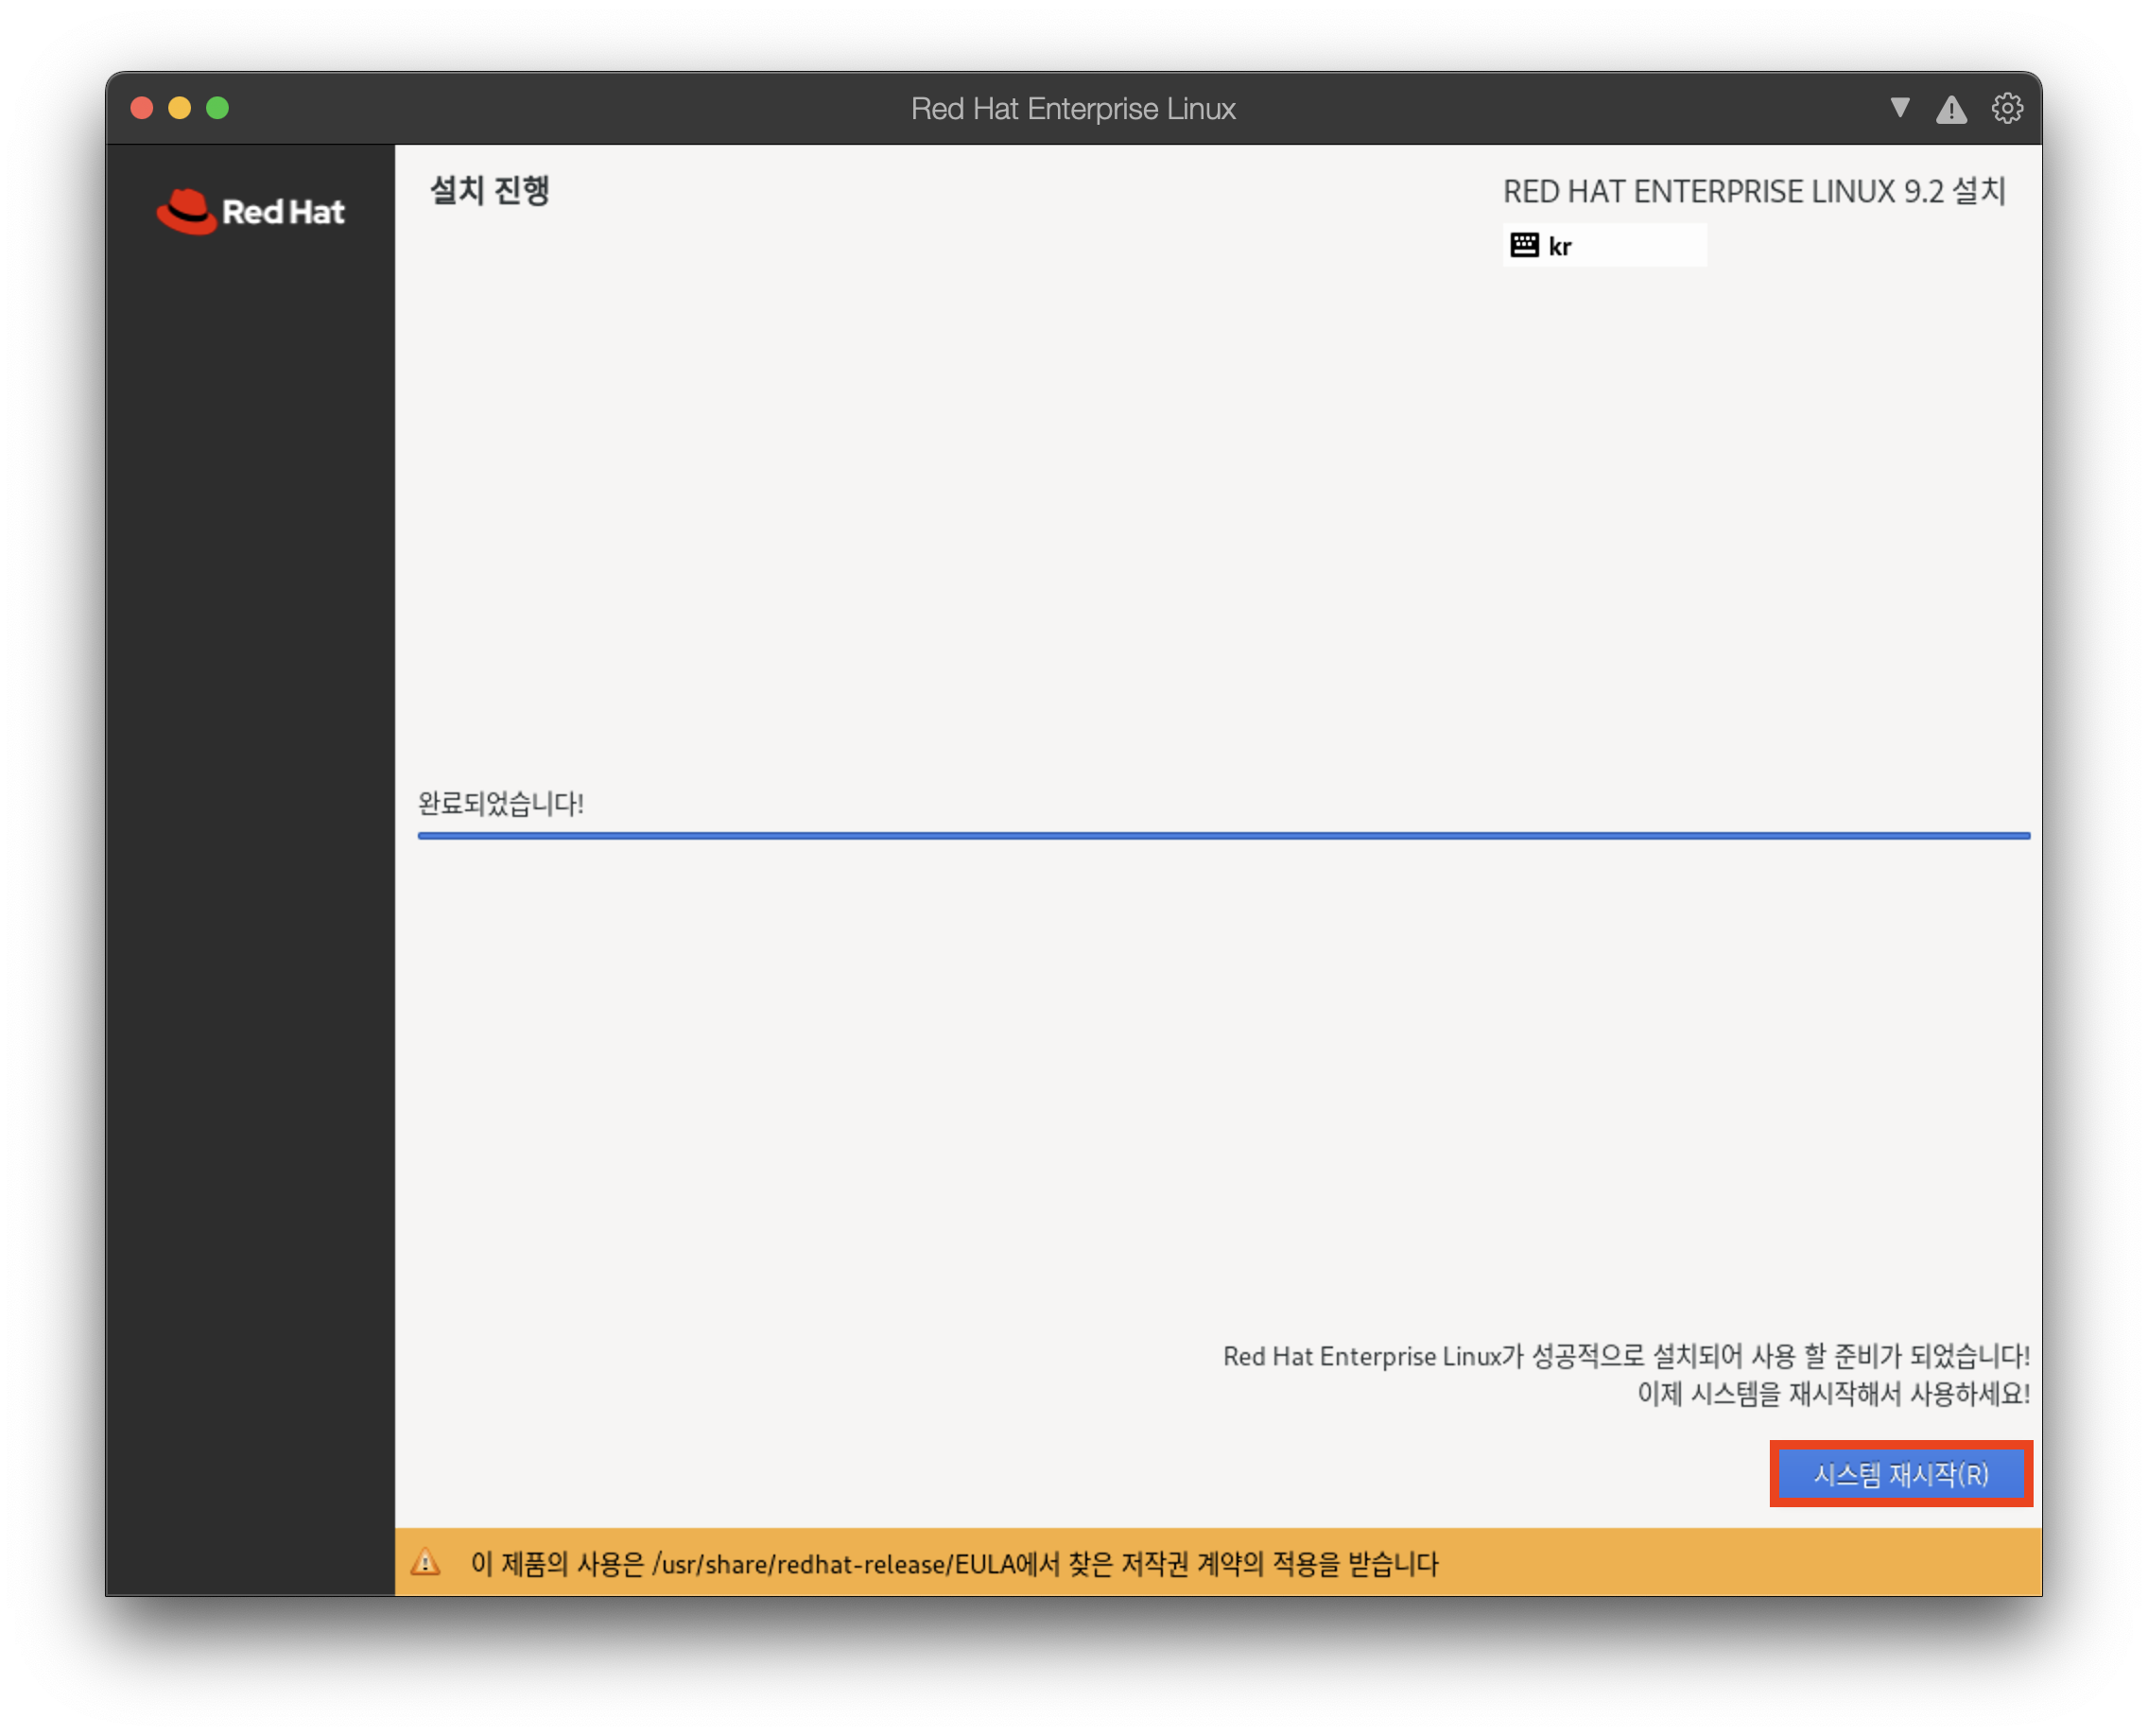 Red Hat Enterprise Linux
Red Hat
설치 진행
RED HAT ENTERPRISE LINUX 9.2 설치
kr
완료되었습니다!
Red Hat Enterprise Linux가 성공적으로 설치되어 사용 할 준비가 되었습니다!
이제 시스템을 재시작해서 사용하세요!
시스템 재시작(R)
이 제품의 사용은 /usr/share/redhat-release/EULA에서 찾은 저작권 계약의 적용을 받습니다